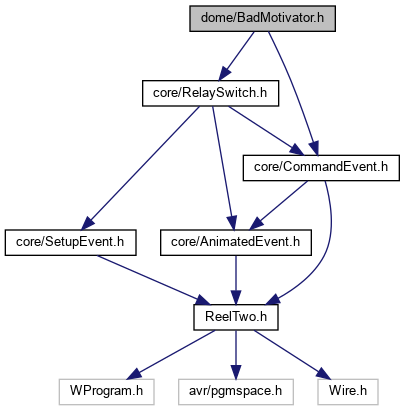 dome/BadMotivator.h
core/RelaySwitch.h
core/CommandEvent.h
core/SetupEvent.h
core/AnimatedEvent.h
ReelTwo.h
WProgram.h
avr/pgmspace.h
Wire.h